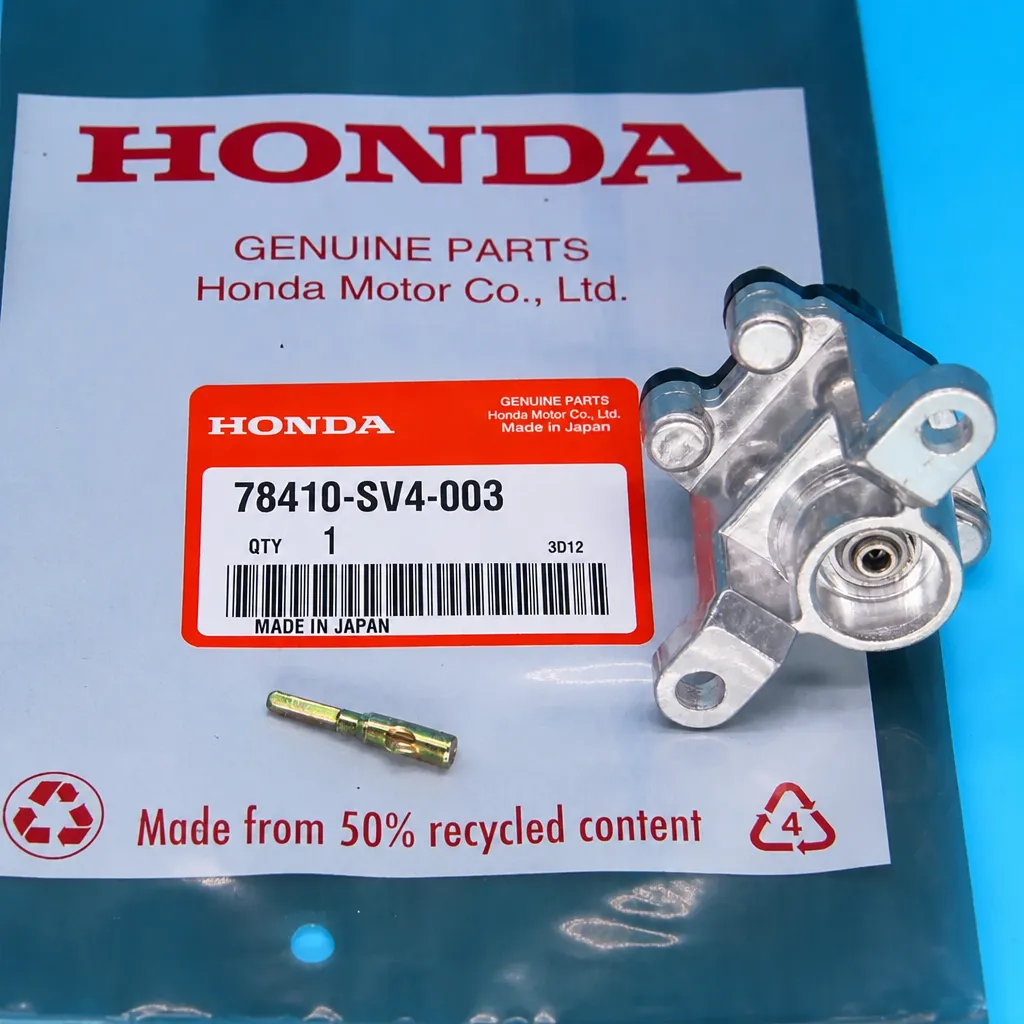 HONDA
GENUINE PARTS
Honda Motor Co., Ltd.
HONDA
GENUINE PARTS
Honda Motor Co., Ltd.
Made in Japan
78410-SV4-003
QTY 1
3D12
MADE IN JAPAN
Made from 50% recycled content
4